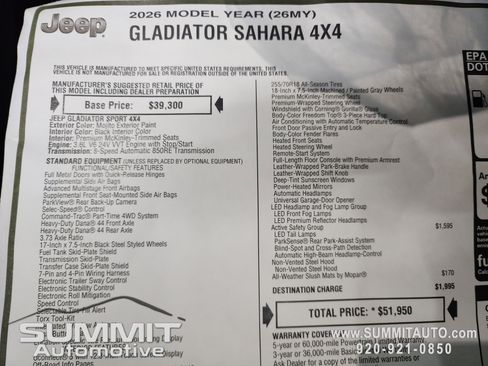 Jeep
2026 MODEL YEAR (26MY)
GLADIATOR SAHARA 4X4
THIS VEHICLE IS MANUFACTURED TO MEET SPECIFIC UNITED STATES REQUIREMENTS. THIS
VEHICLE IS NOT MANUFACTURED FOR SALE OR REGISTRATION OUTSIDE OF THE UNITED STATES.
MANUFACTURER'S SUGGESTED RETAIL PRICE OF
THIS MODEL INCLUDING DEALER PREPARATION
Base Price: $39,300
JEEP GLADIATOR SPORT 4X4
Exterior Color: Mojito Exterior Paint
Interior Color: Black Interior Color
Interior: Premium McKinley-Trimmed Seats
Engine: 3.6L V6 24V VVT Engine with Stop/Start
Transmission: 8-Speed Automatic 850RE Transmission
STANDARD EQUIPMENT (UNLESS REPLACED BY OPTIONAL EQUIPMENT)
FUNCTIONAL/SAFETY FEATURES
Full Metal Doors with Quick-Release Hinges
Supplemental Side Air Bags
Advanced Multistage Front Airbags
Supplemental Front Seat-Mounted Side Air Bags
ParkView Rear Back-Up Camera
Selec-Speed® Control
Command-Trac® Part-Time 4WD System
Heavy-Duty Dana® 44 Front Axle
Heavy-Duty Dana® 44 Rear Axle
3.73 Axle Ratio
17-Inch x 7.5-Inch Black Steel Styled Wheels
Fuel Tank Skid-Plate Shield
Transmission Skid-Plate
Transfer Case Skid-Plate Shield
7-Pin and 4-Pin Wiring Harness
Electronic Trailer Sway Control
Electronic Stability Control
Electronic Roll Mitigation
Speed Control
Selectable Tire-Fill Alert
Torx Tool-Kit
255/70R18 All-Season Tires
18-Inch x 7.5-Inch Machined / Painted Gray Wheels
Premium McKinley-Trimmed Seats
Premium-Wrapped Steering Wheel
Windshield with Corning® Gorilla® Glass
Body-Color Freedom Top® 3-Piece Hard Top
Air Conditioning with Automatic Temperature Control
Front Door Passive Entry and Lock
Body-Color Fender Flares
Heated Front Seats
Heated Steering Wheel
Remote-Start System
Full-Length Floor Console with Premium Armrest
Leather-Wrapped Park-Brake Handle
Leather-Wrapped Shift Knob
Deep-Tint Sunscreen Windows
Power-Heated Mirrors
Automatic Headlamps
Universal Garage-Door Opener
LED Headlamp and Fog Lamp Group
LED Front Fog Lamps
LED Premium Reflector Headlamps
Active Safety Group $1,595
LED Tail Lamps
ParkSense® Rear Park-Assist System
Blind-Spot and Cross-Path Detection
Automatic High-Beam Headlamp-Control
Non-Vented Steel Hood
Non-Vented Steel Hood
All-Weather Slush Mats by Mopar® $170
DESTINATION CHARGE $1,995
TOTAL PRICE: * $51,950
WARRANTY COVERAGE
5-year or 60,000-mile Powertrain Limited Warranty
3-year or 36,000-mile Basic Limited Warranty
Ask Dealer for a copy of the limited warranties or
EPA
DOT
SUMMIT
Automotive
WWW.SUMMITAUTO.COM
920-921-0850